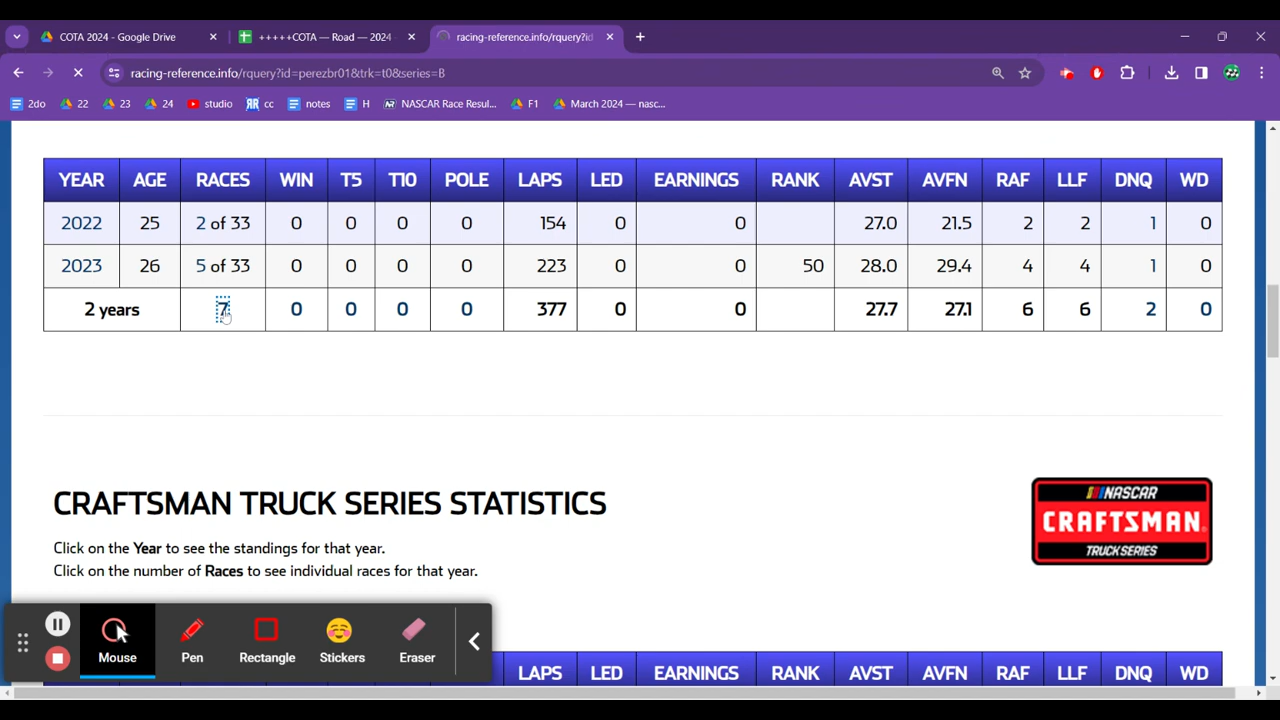 COTA 2024 - Google Drive
+++++COTA — Road — 2024
racing-reference.info/rquery?id
racing-reference.info/rquery?id=perezbr01&trk=t0&series=B
2do 22 23 24 studio cc notes H NASCAR Race Resul... F1 March 2024 — nasc...
YEAR AGE RACES WIN T5 T10 POLE LAPS LED EARNINGS RANK AVST AVFN RAF LLF DNQ WD
2022 25 2 of 33 0 0 0 0 154 0 0 27.0 21.5 2 2 1 0
2023 26 5 of 33 0 0 0 0 223 0 0 50 28.0 29.4 4 4 1 0
2 years 7 0 0 0 0 377 0 0 27.7 27.1 6 6 2 0
CRAFTSMAN TRUCK SERIES STATISTICS
NASCAR
CRAFTSMAN
TRUCK SERIES
Click on the Year to see the standings for that year.
Click on the number of Races to see individual races for that year.
Mouse Pen Rectangle Stickers Eraser
LAPS LED EARNINGS RANK AVST AVFN RAF LLF DNQ WD